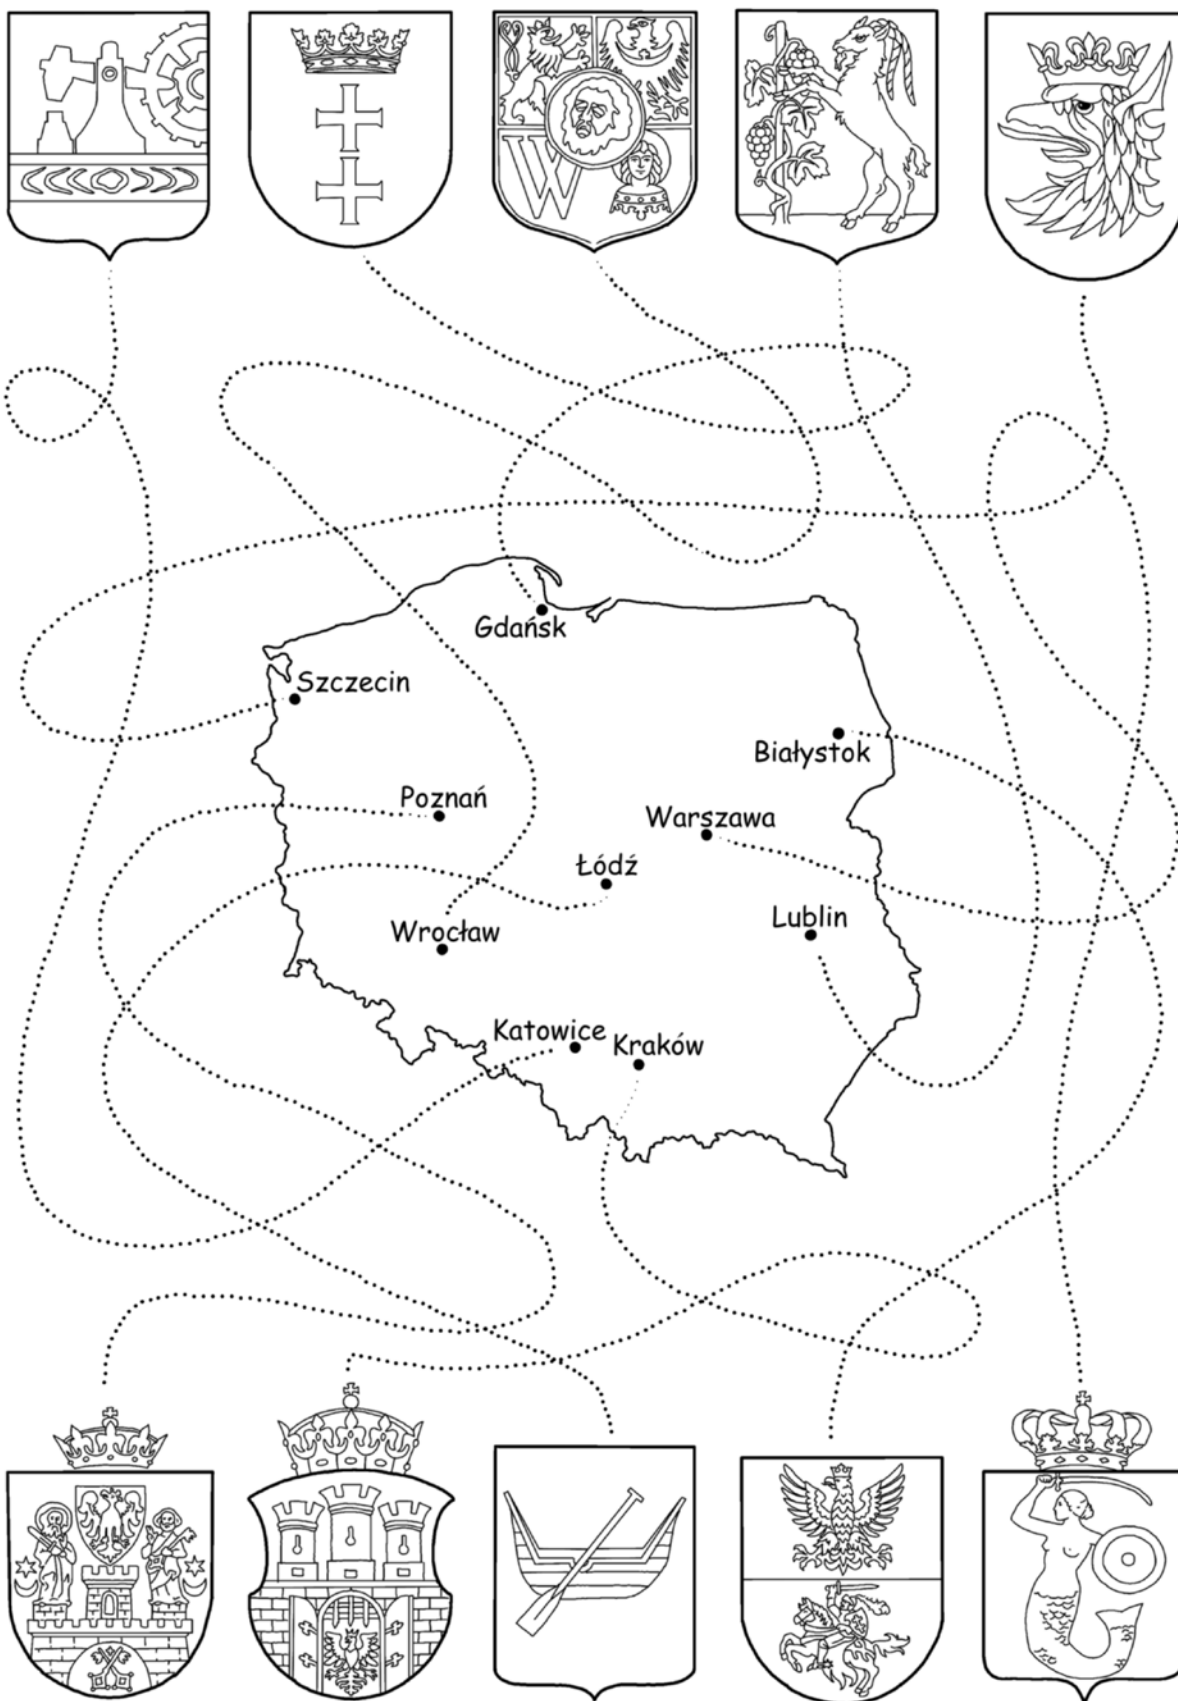 W
Gdańsk
Szczecin
Białystok
Poznań
Warszawa
Łódź
Lublin
Wrocław
Katowice
Kraków